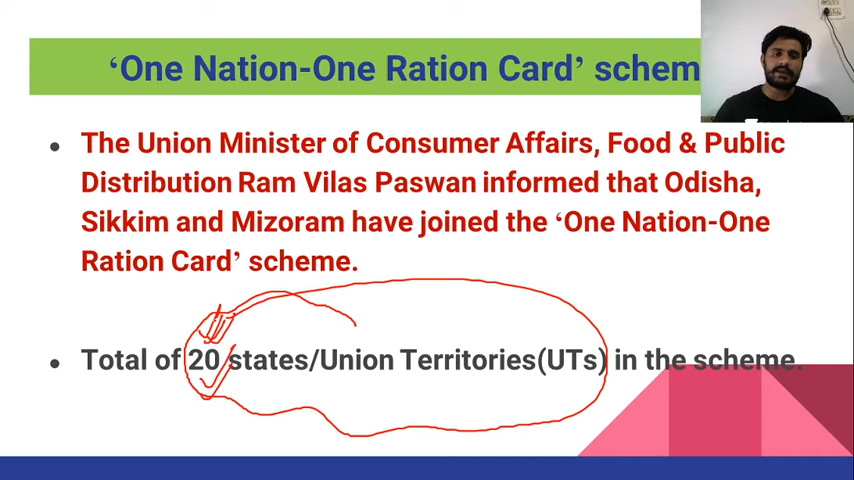 ‘One Nation-One Ration Card’ schem
The Union Minister of Consumer Affairs, Food & Public
Distribution Ram Vilas Paswan informed that Odisha,
Sikkim and Mizoram have joined the ‘One Nation-One
Ration Card’ scheme.
Total of 20 states/Union Territories(UTs) in the scheme.